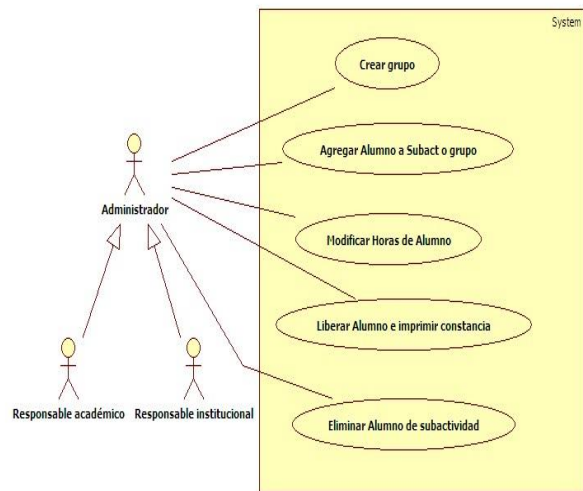 System
Crear grupo
Agregar Alumno a Subact o grupo
Administrador
Modificar Horas de Alumno
Liberar Alumno e imprimir constancia
Responsable académico
Responsable institucional
Eliminar Alumno de subactividad